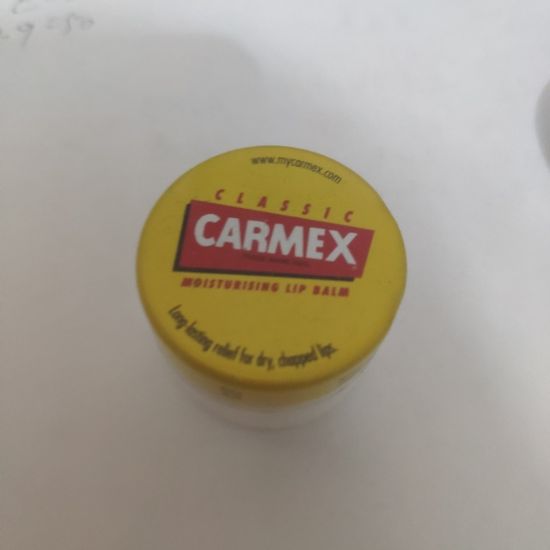 www.mycarmex.com
CLASSIC
CARMEX
MOISTURISING LIP BALM
Long lasting relief for dry, chapped lips.